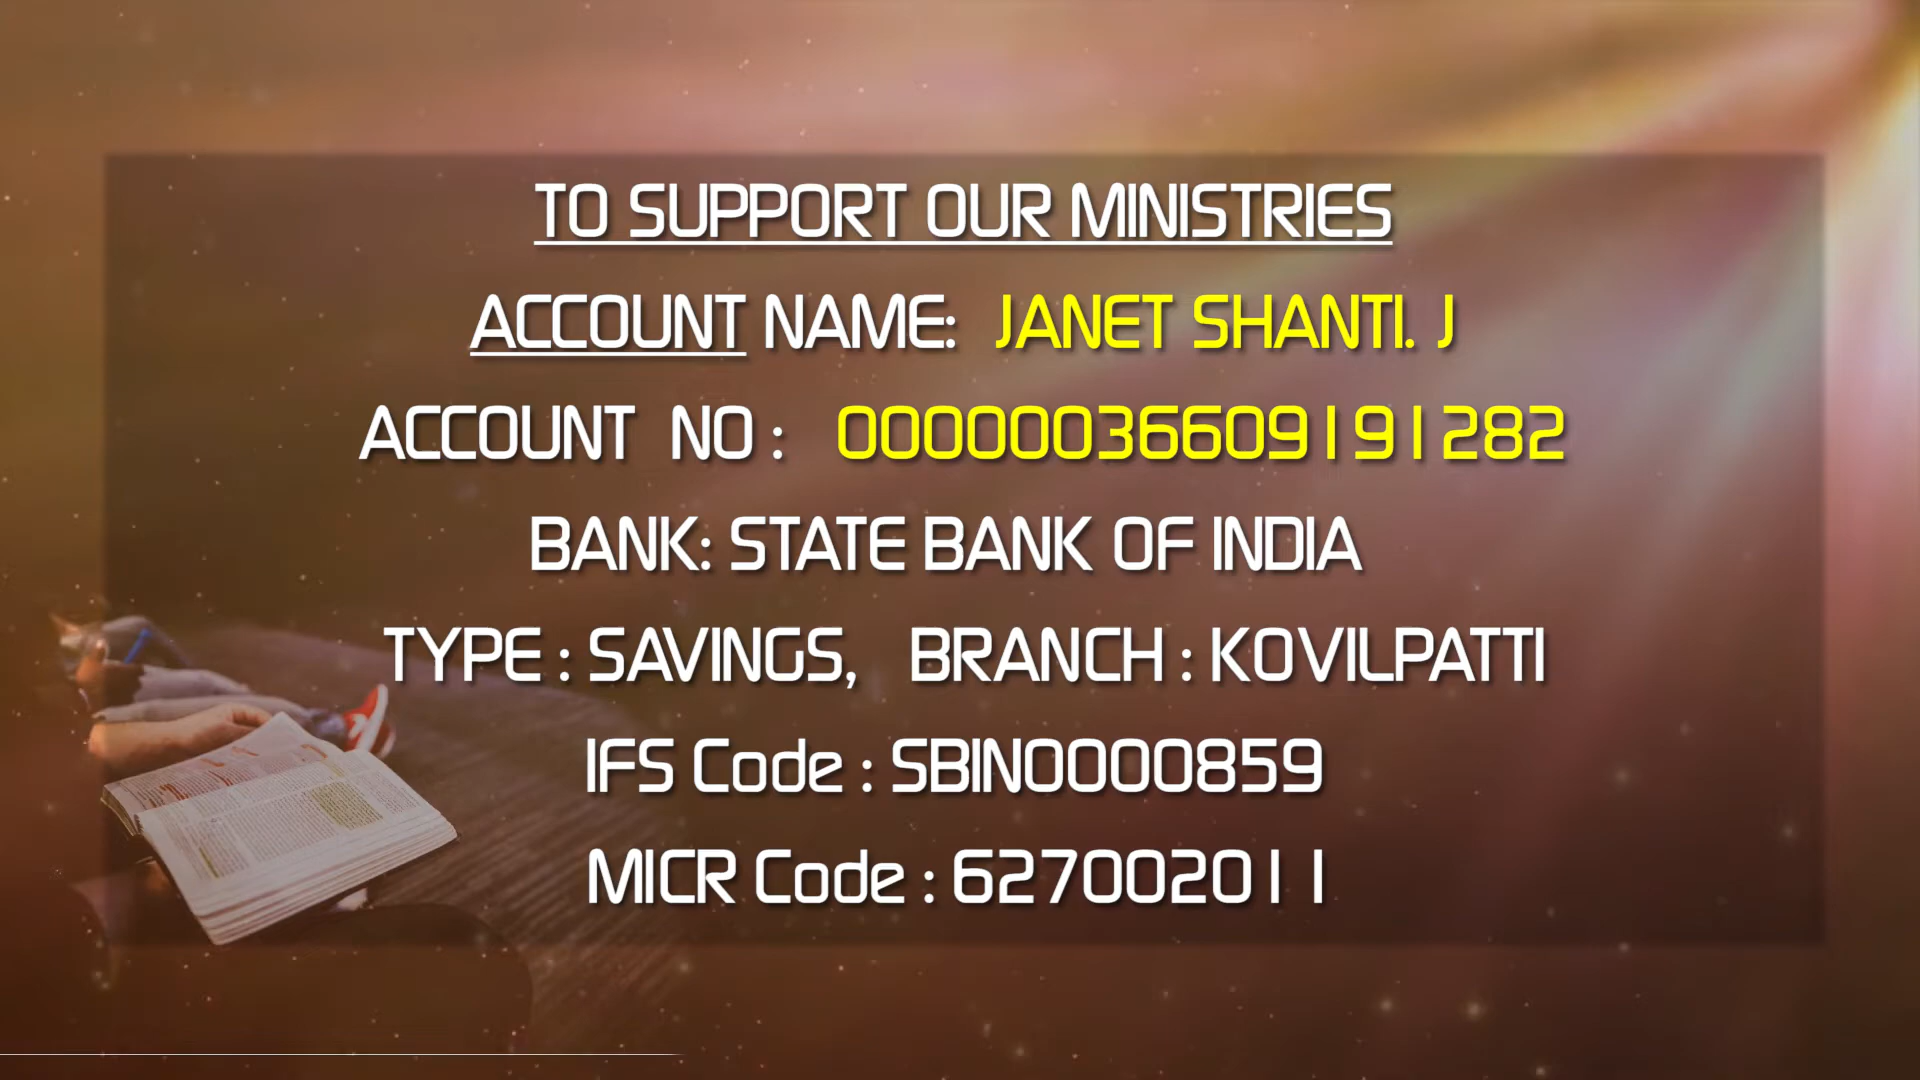 TO SUPPORT OUR MINISTRIES
ACCOUNT NAME: JANET SHANTI. J
ACCOUNT NO : 00000036609191282
BANK: STATE BANK OF INDIA
TYPE : SAVINGS, BRANCH : KOVILPATTI
IFS Code : SBIN0000859
MICR Code : 627002011